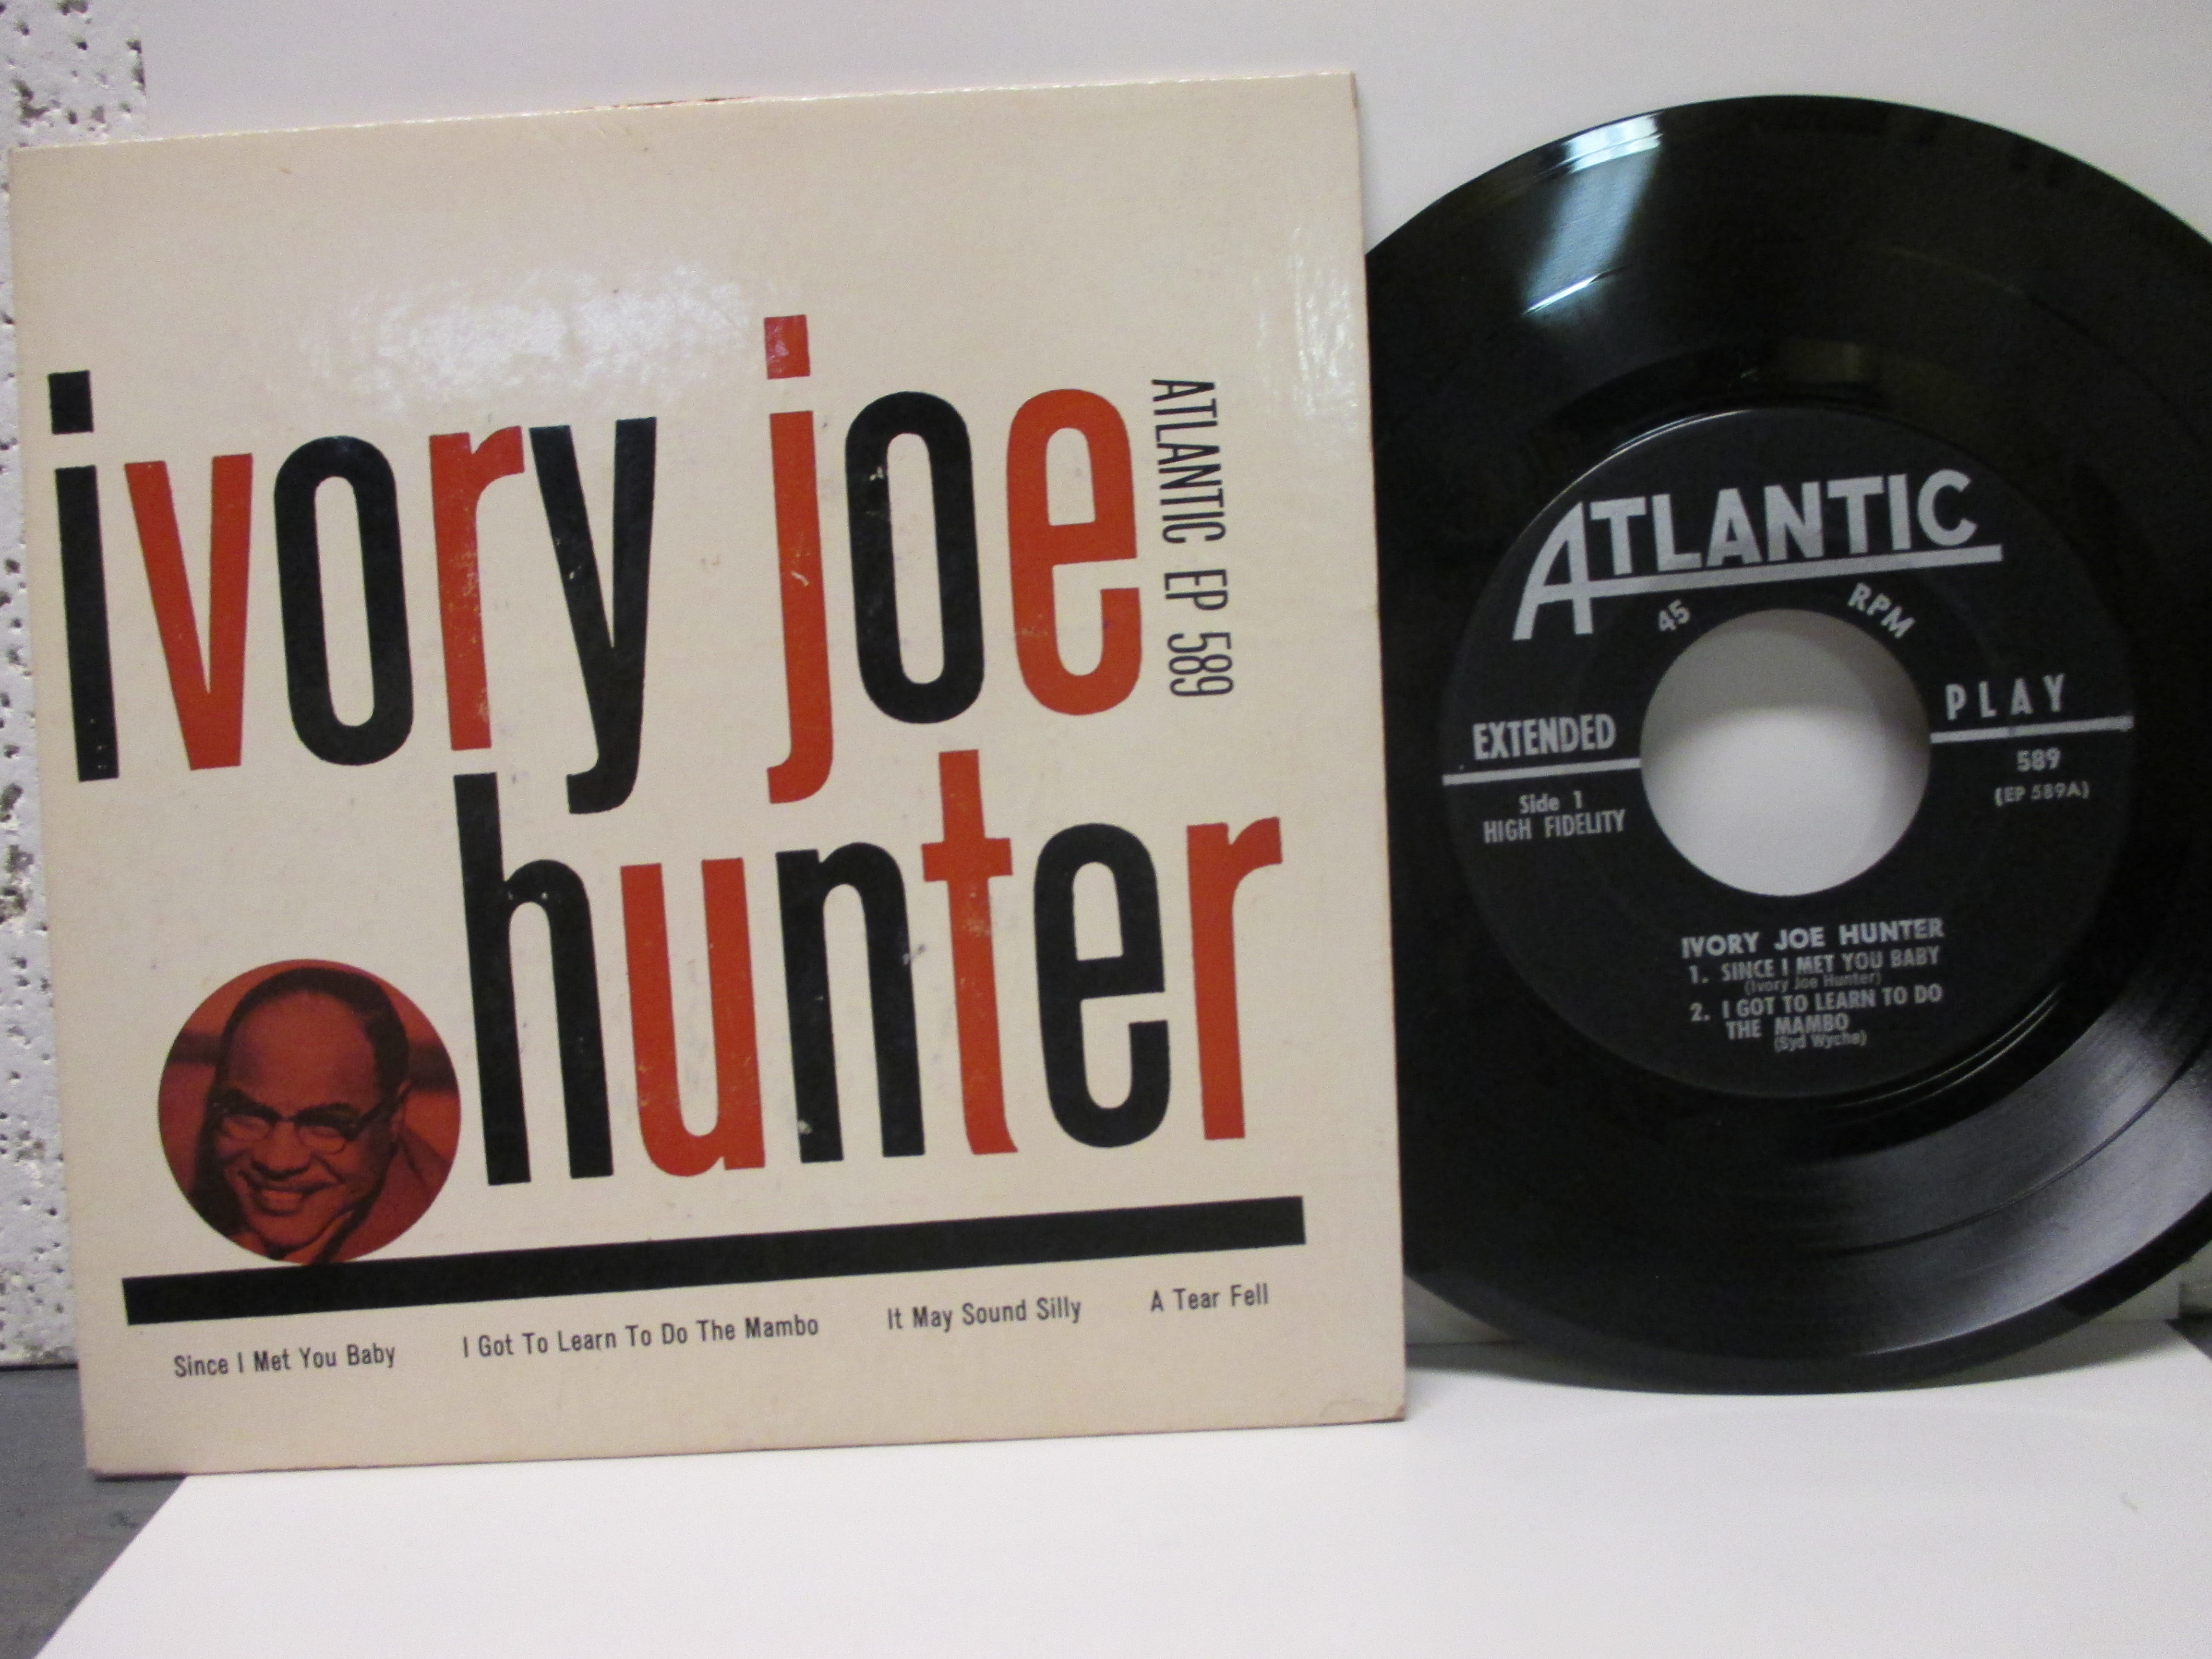 ivory joe
hunter
ATLANTIC EP 589
Since I Met You Baby
I Got To Learn To Do The Mambo
It May Sound Silly
A Tear Fell
ATLANTIC
45 RPM
EXTENDED PLAY
Side 1
HIGH FIDELITY
589
(EP 589A)
IVORY JOE HUNTER
1. SINCE I MET YOU BABY
(Ivory Joe Hunter)
2. I GOT TO LEARN TO DO
THE MAMBO
(Syd Wyche)